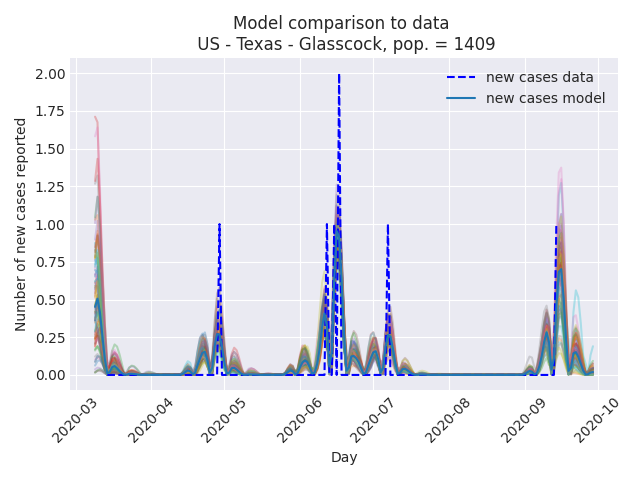 Model comparison to data
US - Texas - Glasscock, pop. = 1409
new cases data
new cases model
Number of new cases reported
2.00
1.75
1.50
1.25
1.00
0.75
0.50
0.25
0.00
2020-03
2020-04
2020-05
2020-06
2020-07
2020-08
2020-09
2020-10
Day